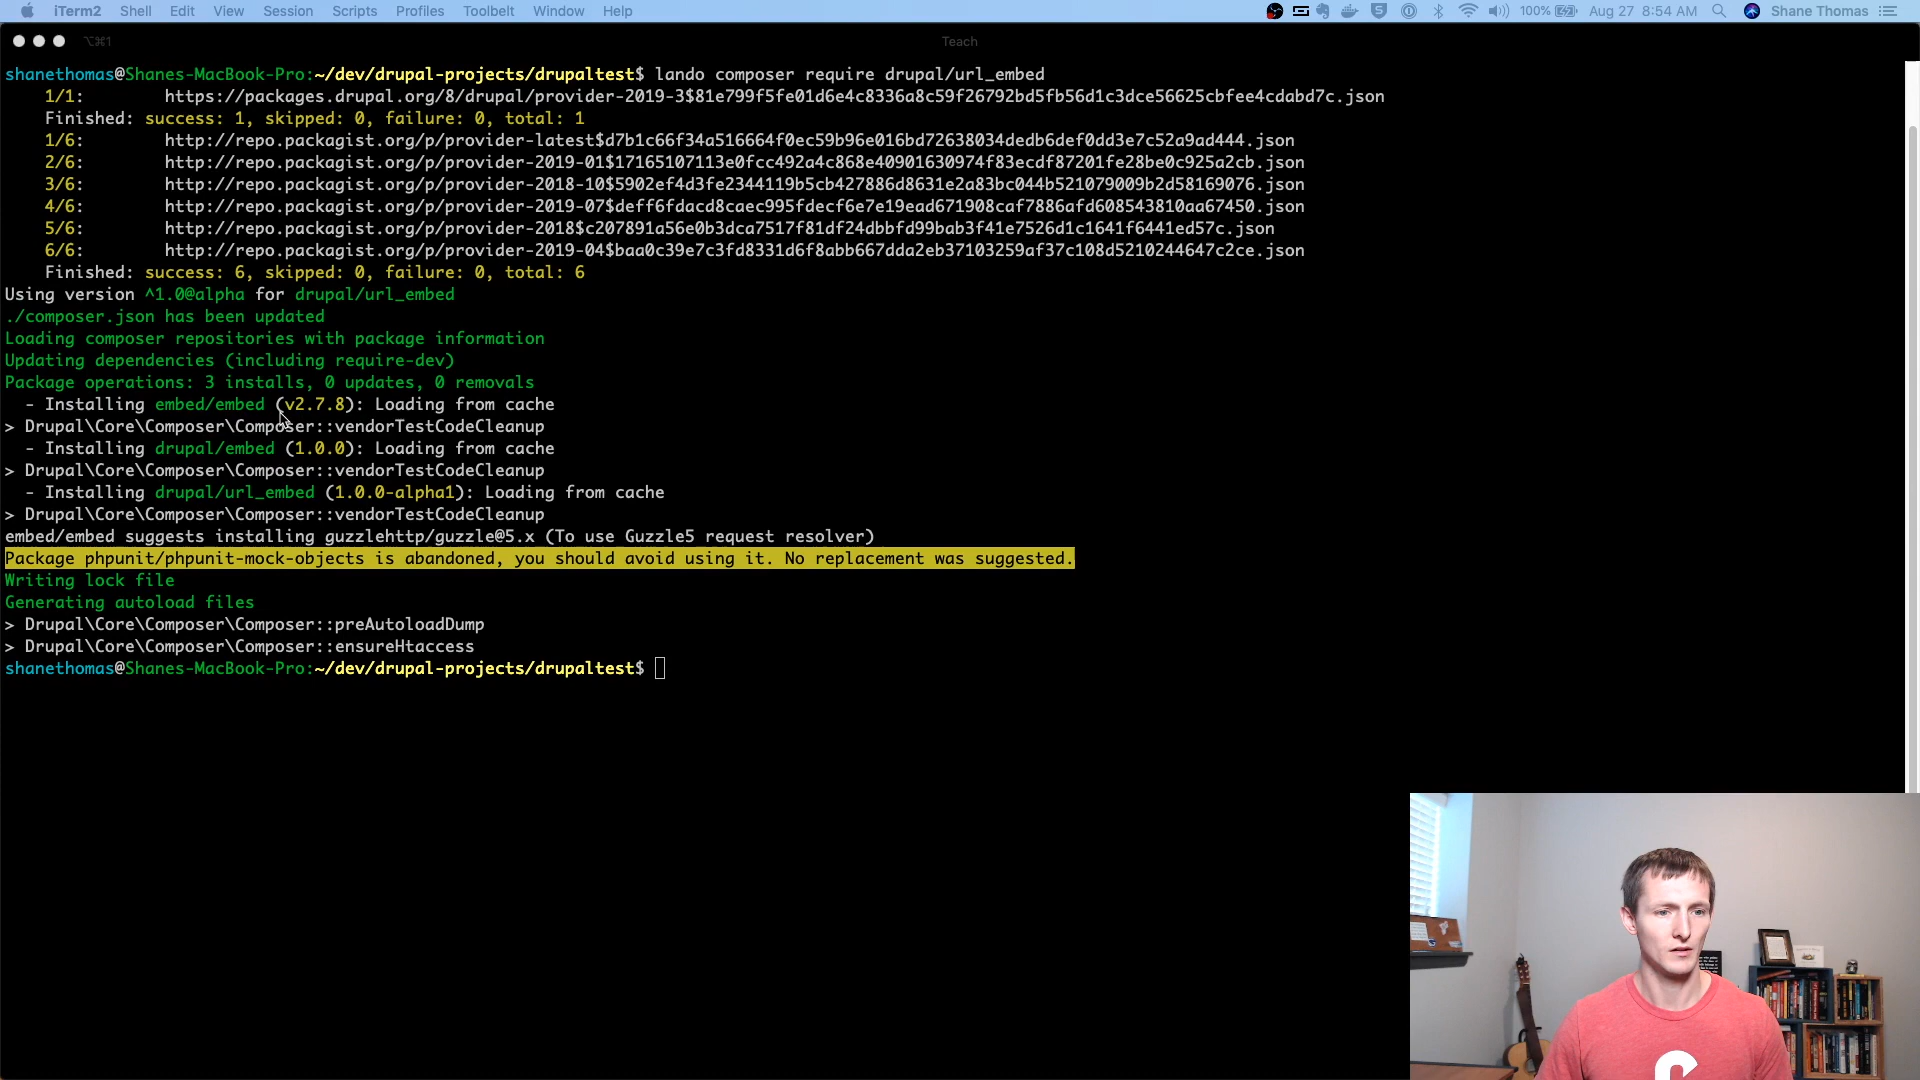 iTerm2 Shell Edit View Session Scripts Profiles Toolbelt Window Help 100% Aug 27 8:54 AM Shane Thomas
⌥⌘1 Teach
shanethomas@Shanes-MacBook-Pro:~/dev/drupal-projects/drupaltest$ lando composer require drupal/url_embed
1/1: https://packages.drupal.org/8/drupal/provider-2019-3$81e799f5fe01d6e4c8336a8c59f26792bd5fb56d1c3dce56625cbfee4cdabd7c.json
Finished: success: 1, skipped: 0, failure: 0, total: 1
1/6: http://repo.packagist.org/p/provider-latest$d7b1c66f34a516664f0ec59b96e016bd72638034dedb6def0dd3e7c52a9ad444.json
2/6: http://repo.packagist.org/p/provider-2019-01$17165107113e0fcc492a4c868e40901630974f83ecdf87201fe28be0c925a2cb.json
3/6: http://repo.packagist.org/p/provider-2018-10$5902ef4d3fe2344119b5cb427886d8631e2a83bc044b521079009b2d58169076.json
4/6: http://repo.packagist.org/p/provider-2019-07$deff6fdacd8caec995fdecf6e7e19ead671908caf7886afd608543810aa67450.json
5/6: http://repo.packagist.org/p/provider-2018$c207891a56e0b3dca7517f81df24dbbfd99bab3f41e7526d1c1641f6441ed57c.json
6/6: http://repo.packagist.org/p/provider-2019-04$baa0c39e7c3fd8331d6f8abb667dda2eb37103259af37c108d5210244647c2ce.json
Finished: success: 6, skipped: 0, failure: 0, total: 6
Using version ^1.0@alpha for drupal/url_embed
./composer.json has been updated
Loading composer repositories with package information
Updating dependencies (including require-dev)
Package operations: 3 installs, 0 updates, 0 removals
- Installing embed/embed (v2.7.8): Loading from cache
> Drupal\Core\Composer\Composer::vendorTestCodeCleanup
- Installing drupal/embed (1.0.0): Loading from cache
> Drupal\Core\Composer\Composer::vendorTestCodeCleanup
- Installing drupal/url_embed (1.0.0-alpha1): Loading from cache
> Drupal\Core\Composer\Composer::vendorTestCodeCleanup
embed/embed suggests installing guzzlehttp/guzzle@5.x (To use Guzzle5 request resolver)
Package phpunit/phpunit-mock-objects is abandoned, you should avoid using it. No replacement was suggested.
Writing lock file
Generating autoload files
> Drupal\Core\Composer\Composer::preAutoloadDump
> Drupal\Core\Composer\Composer::ensureHtaccess
shanethomas@Shanes-MacBook-Pro:~/dev/drupal-projects/drupaltest$